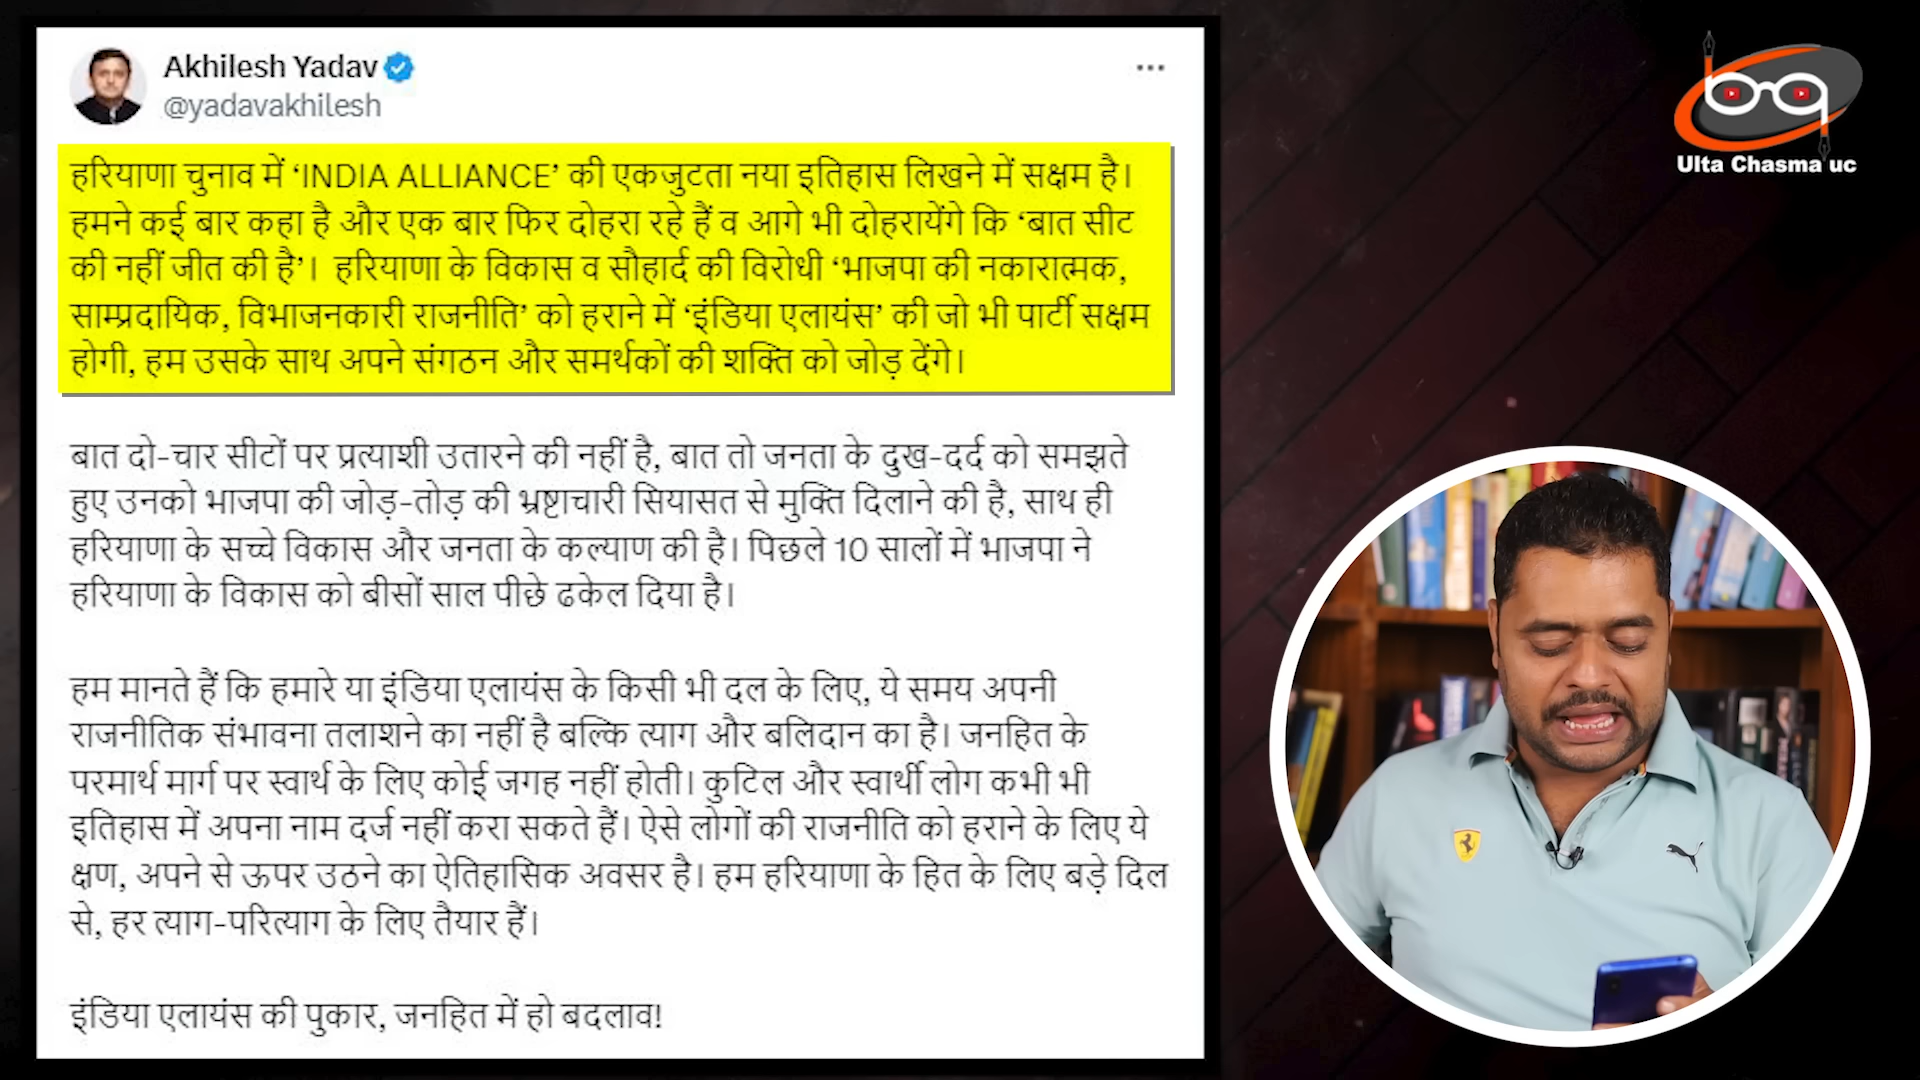 Akhilesh Yadav
@yadavakhilesh
हरियाणा चुनाव में ‘INDIA ALLIANCE’ की एकजुटता नया इतिहास लिखने में सक्षम है।
हमने कई बार कहा है और एक बार फिर दोहरा रहे हैं व आगे भी दोहरायेंगे कि ‘बात सीट
की नहीं जीत की है’। हरियाणा के विकास व सौहार्द की विरोधी ‘भाजपा की नकारात्मक,
साम्प्रदायिक, विभाजनकारी राजनीति’ को हराने में ‘इंडिया एलायंस’ की जो भी पार्टी सक्षम
होगी, हम उसके साथ अपने संगठन और समर्थकों की शक्ति को जोड़ देंगे।
बात दो-चार सीटों पर प्रत्याशी उतारने की नहीं है, बात तो जनता के दुख-दर्द को समझते
हुए उनको भाजपा की जोड़-तोड़ की भ्रष्टाचारी सियासत से मुक्ति दिलाने की है, साथ ही
हरियाणा के सच्चे विकास और जनता के कल्याण की है। पिछले 10 सालों में भाजपा ने
हरियाणा के विकास को बीसों साल पीछे ढकेल दिया है।
हम मानते हैं कि हमारे या इंडिया एलायंस के किसी भी दल के लिए, ये समय अपनी
राजनीतिक संभावना तलाशने का नहीं है बल्कि त्याग और बलिदान का है। जनहित के
परमार्थ मार्ग पर स्वार्थ के लिए कोई जगह नहीं होती। कुटिल और स्वार्थी लोग कभी भी
इतिहास में अपना नाम दर्ज नहीं करा सकते हैं। ऐसे लोगों की राजनीति को हराने के लिए ये
क्षण, अपने से ऊपर उठने का ऐतिहासिक अवसर है। हम हरियाणा के हित के लिए बड़े दिल
से, हर त्याग-परित्याग के लिए तैयार हैं।
इंडिया एलायंस की पुकार, जनहित में हो बदलाव!
Ulta Chasma uc